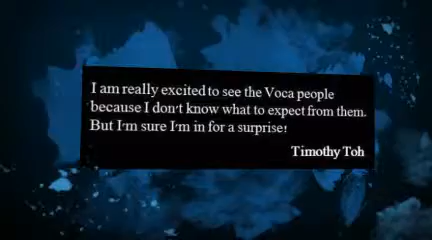 I am really excited to see the Voca people
because I don't know what to expect from them.
But I'm sure I'm in for a surprise!
Timothy Toh